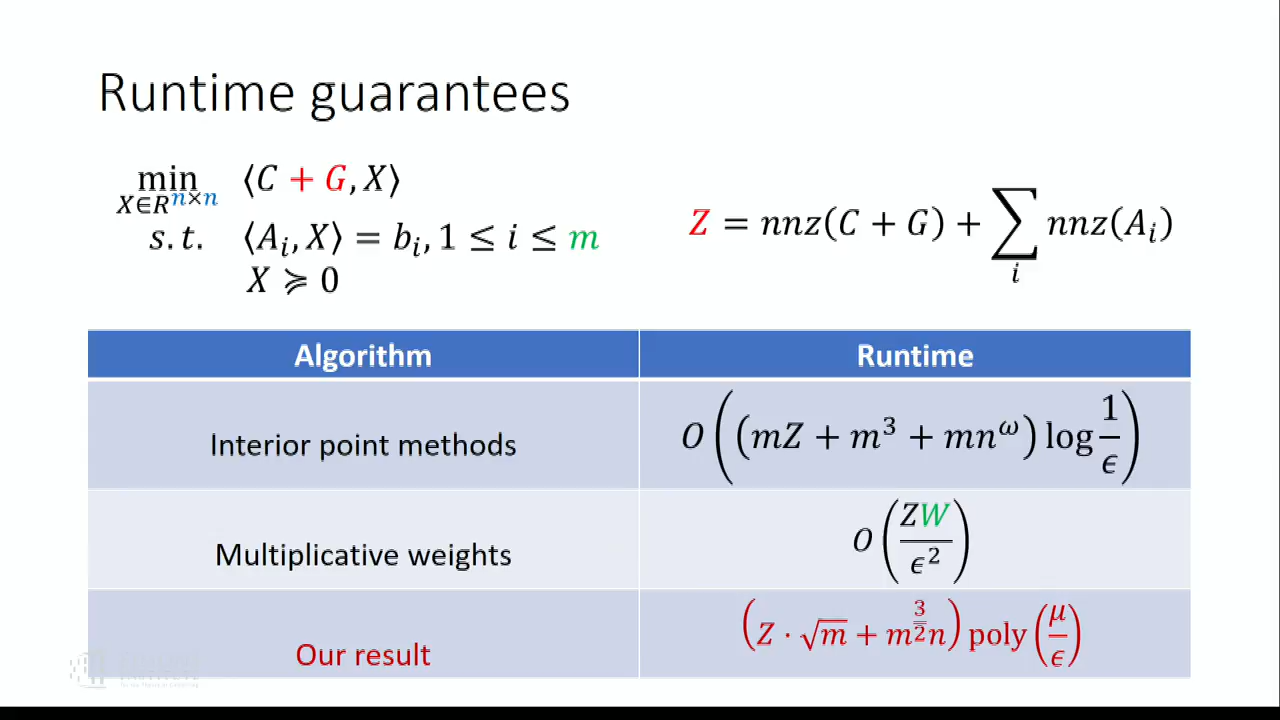 Runtime guarantees
min ⟨C + G, X⟩
X∈R^{n×n}
s.t. ⟨A_i, X⟩ = b_i, 1 ≤ i ≤ m
X ≽ 0
Z = nnz(C + G) + ∑_i nnz(A_i)
Algorithm Runtime
Interior point methods O((mZ + m^3 + mn^ω) log 1/ϵ)
Multiplicative weights O(ZW/ϵ^2)
Our result (Z · √m + m^{3/2}n) poly(μ/ϵ)